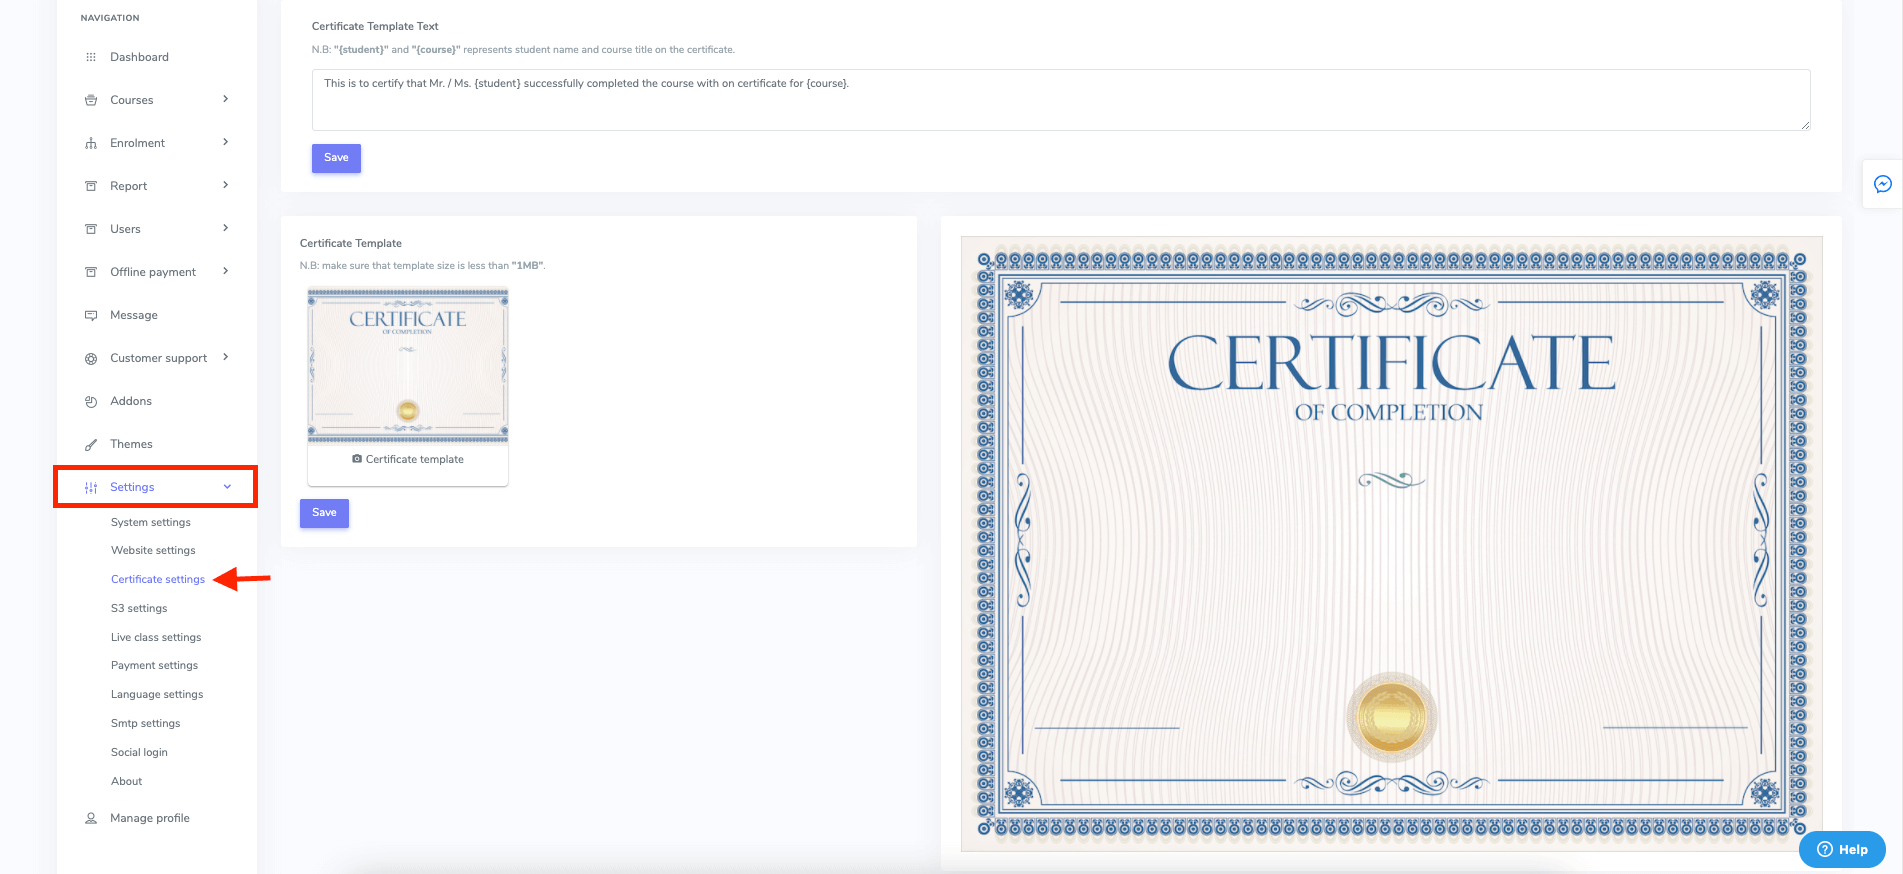 NAVIGATION
Dashboard
Courses
Enrolment
Report
Users
Offline payment
Message
Customer support
Addons
Themes
Settings
System settings
Website settings
Certificate settings
S3 settings
Live class settings
Payment settings
Language settings
Smtp settings
Social login
About
Manage profile
Certificate Template Text
N.B: "{student}" and "{course}" represents student name and course title on the certificate.
This is to certify that Mr. / Ms. {student} successfully completed the course with on certificate for {course}.
Save
Certificate Template
N.B: make sure that template size is less than "1MB".
CERTIFICATE
OF COMPLETION
Certificate template
Save
CERTIFICATE
OF COMPLETION
Help